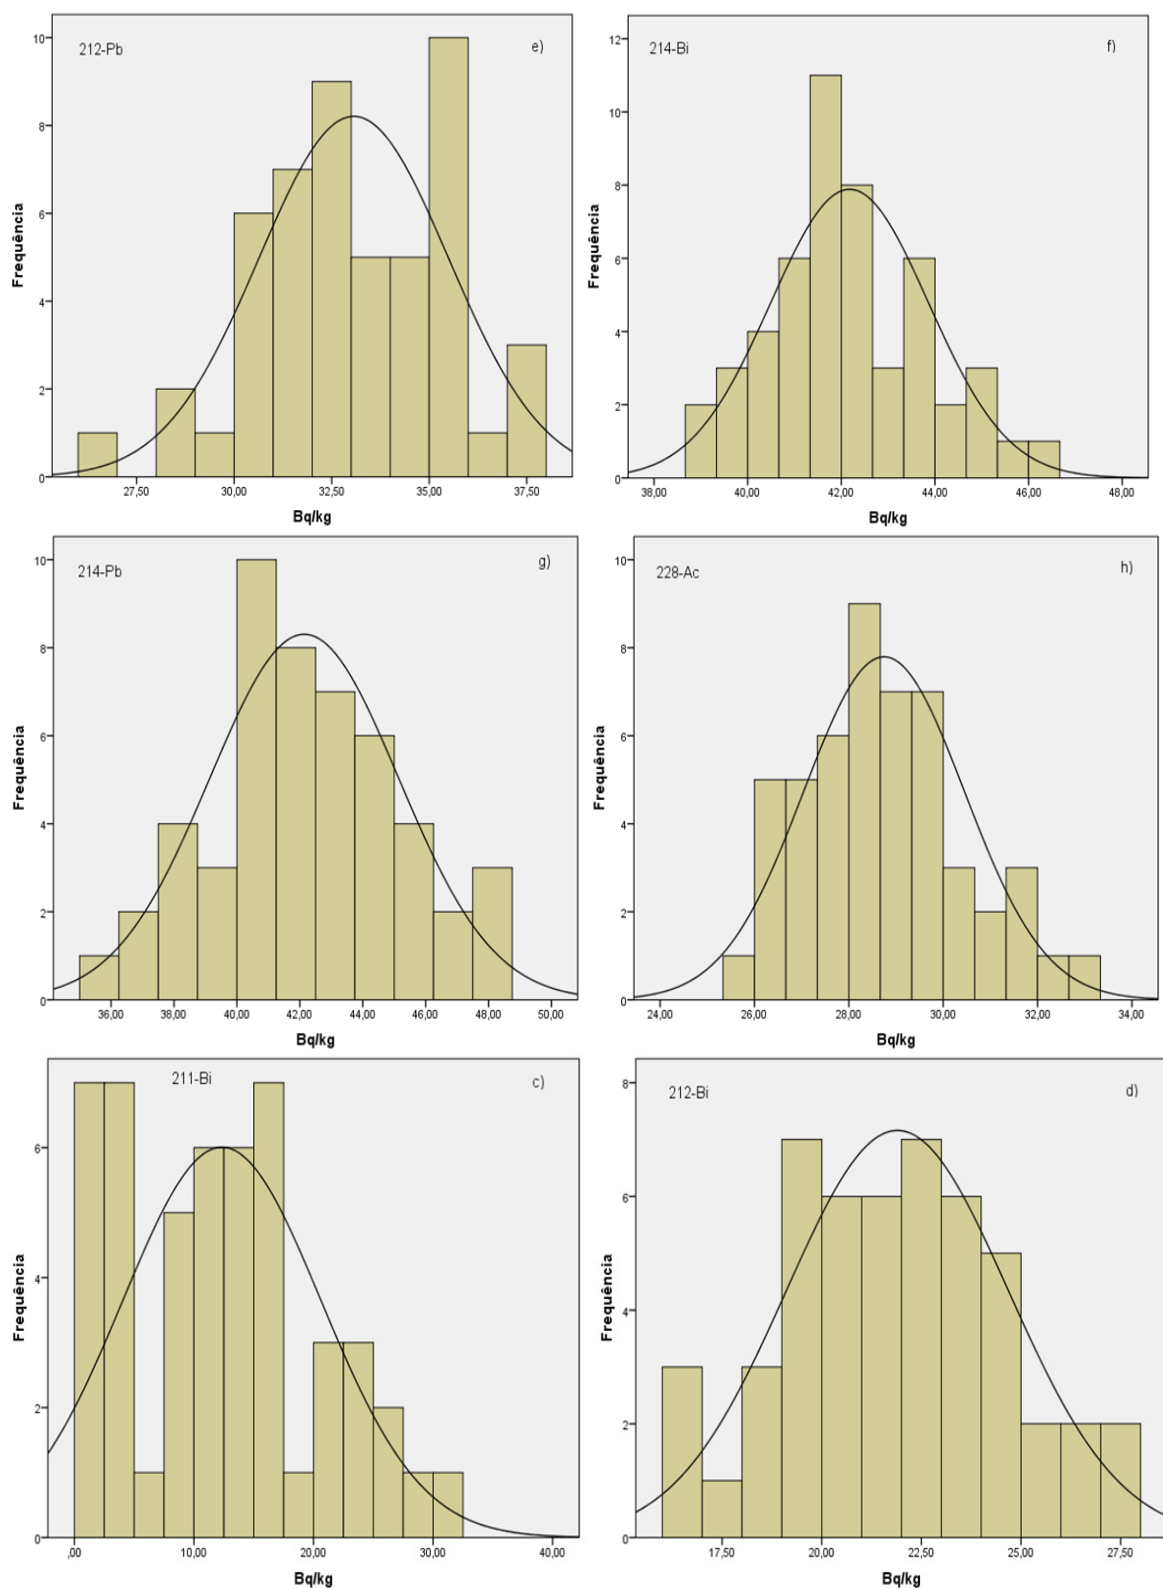 212-Pb
e)
10
8
6
4
2
0
Frequência
27,50 30,00 32,50 35,00 37,50
Bq/kg
214-Bi
f)
12
10
8
6
4
2
0
Frequência
38,00 40,00 42,00 44,00 46,00 48,00
Bq/kg
214-Pb
g)
10
8
6
4
2
0
Frequência
36,00 38,00 40,00 42,00 44,00 46,00 48,00 50,00
Bq/kg
228-Ac
h)
10
8
6
4
2
0
Frequência
24,00 26,00 28,00 30,00 32,00 34,00
Bq/kg
211-Bi
c)
6
4
2
0
Frequência
,00 10,00 20,00 30,00 40,00
Bq/kg
212-Bi
d)
8
6
4
2
0
Frequência
17,50 20,00 22,50 25,00 27,50
Bq/kg